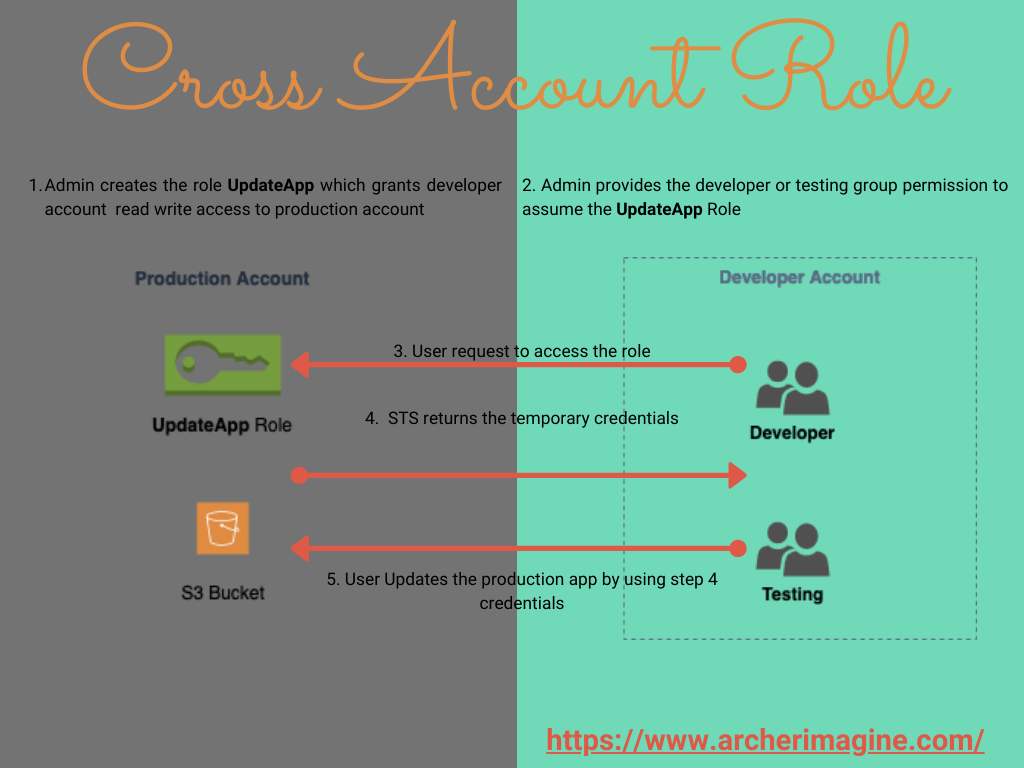 Cross Account Role
1. Admin creates the role UpdateApp which grants developer
account read write access to production account
2. Admin provides the developer or testing group permission to
assume the UpdateApp Role
Production Account
Developer Account
3. User request to access the role
UpdateApp Role
4. STS returns the temporary credentials
Developer
S3 Bucket
5. User Updates the production app by using step 4
credentials
Testing
https://www.archerimagine.com/